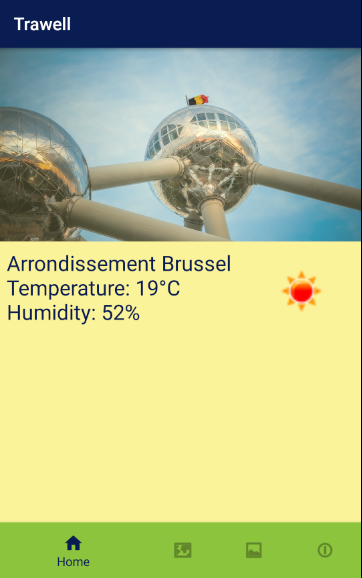 Trawell
Arrondissement Brussel
Temperature: 19°C
Humidity: 52%
Home